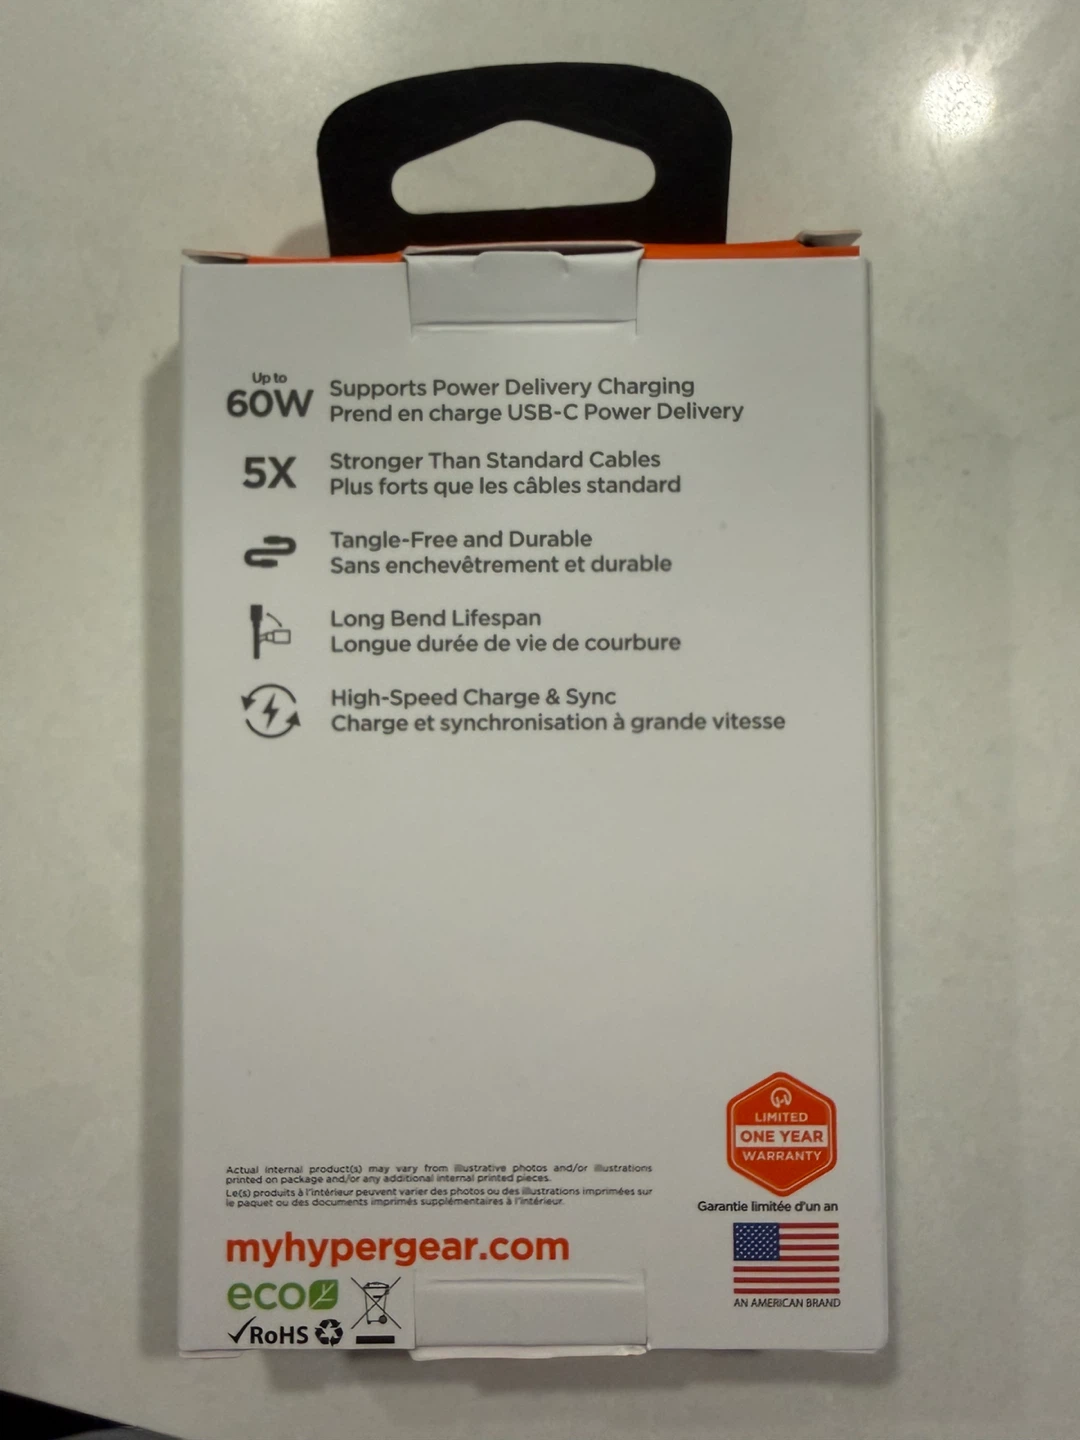 Up to
60W
Supports Power Delivery Charging
Prend en charge USB-C Power Delivery
5X
Stronger Than Standard Cables
Plus forts que les câbles standard
Tangle-Free and Durable
Sans enchevêtrement et durable
Long Bend Lifespan
Longue durée de vie de courbure
High-Speed Charge & Sync
Charge et synchronisation à grande vitesse
LIMITED
ONE YEAR
WARRANTY
Garantie limitée d'un an
Actual internal product(s) may vary from illustrative photos and/or illustrations
printed on package and/or any additional internal printed pieces.
Le(s) produits à l'intérieur peuvent varier des photos ou des illustrations imprimées sur
le paquet ou des documents imprimés supplémentaires à l'intérieur.
myhypergear.com
eco
RoHS
AN AMERICAN BRAND